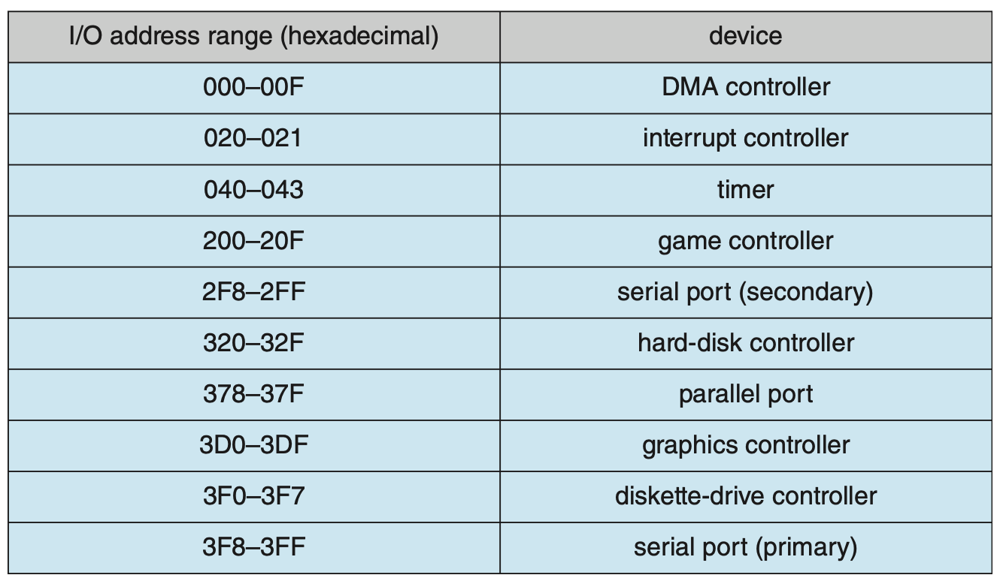 I/O address range (hexadecimal) device
000–00F DMA controller
020–021 interrupt controller
040–043 timer
200–20F game controller
2F8–2FF serial port (secondary)
320–32F hard-disk controller
378–37F parallel port
3D0–3DF graphics controller
3F0–3F7 diskette-drive controller
3F8–3FF serial port (primary)